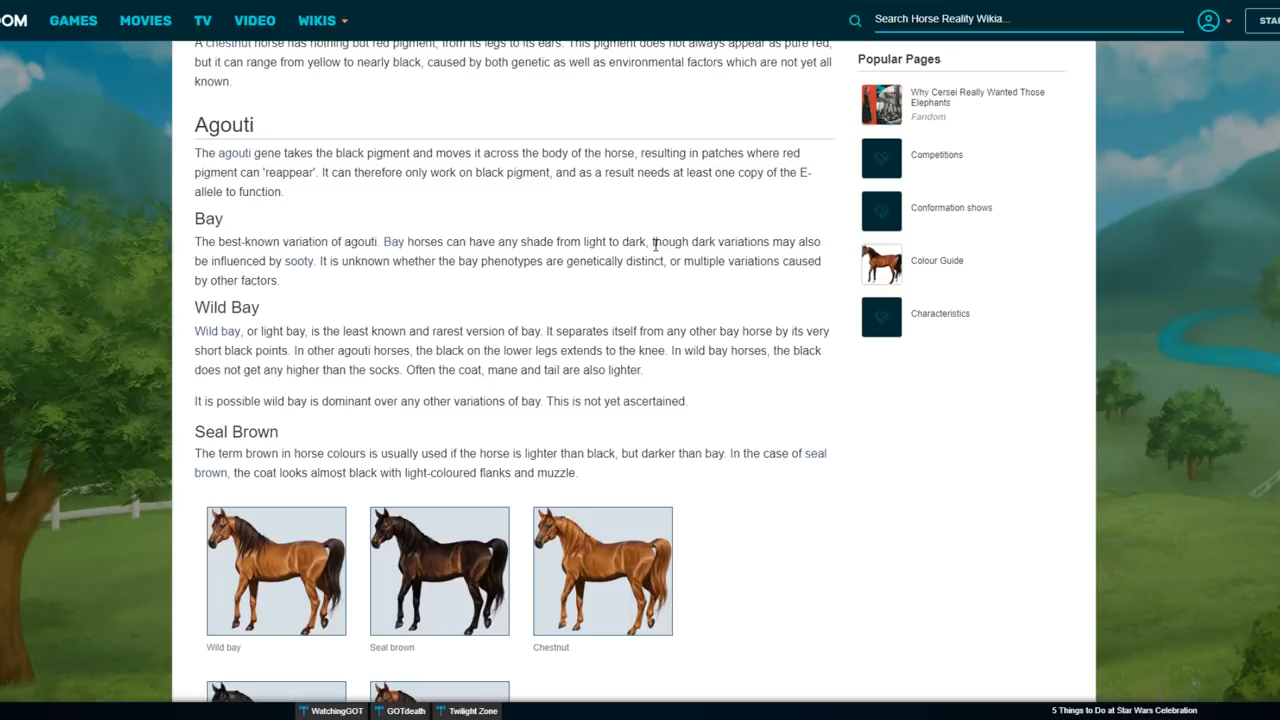 OM GAMES MOVIES TV VIDEO WIKIS Search Horse Reality Wikia... STA
A chestnut horse has nothing but red pigment, from its legs to its ears. This pigment does not always appear as pure red,
but it can range from yellow to nearly black, caused by both genetic as well as environmental factors which are not yet all
known.
Agouti
The agouti gene takes the black pigment and moves it across the body of the horse, resulting in patches where red
pigment can 'reappear'. It can therefore only work on black pigment, and as a result needs at least one copy of the E-
allele to function.
Bay
The best-known variation of agouti. Bay horses can have any shade from light to dark, though dark variations may also
be influenced by sooty. It is unknown whether the bay phenotypes are genetically distinct, or multiple variations caused
by other factors.
Wild Bay
Wild bay, or light bay, is the least known and rarest version of bay. It separates itself from any other bay horse by its very
short black points. In other agouti horses, the black on the lower legs extends to the knee. In wild bay horses, the black
does not get any higher than the socks. Often the coat, mane and tail are also lighter.
It is possible wild bay is dominant over any other variations of bay. This is not yet ascertained.
Seal Brown
The term brown in horse colours is usually used if the horse is lighter than black, but darker than bay. In the case of seal
brown, the coat looks almost black with light-coloured flanks and muzzle.
Wild bay
Seal brown
Chestnut
Popular Pages
Why Cersei Really Wanted Those
Elephants
Fandom
Competitions
Conformation shows
Colour Guide
Characteristics
WatchingGOT GOTdeath Twilight Zone 5 Things to Do at Star Wars Celebration